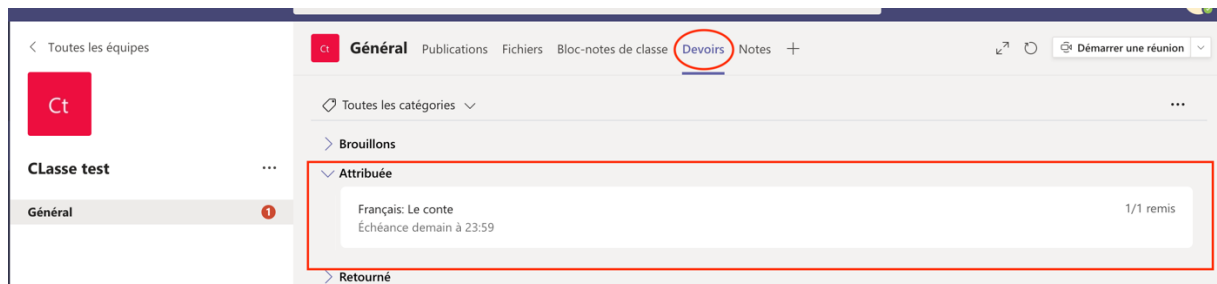 Toutes les équipes
Ct Général Publications Fichiers Bloc-notes de classe Devoirs Notes Démarrer une réunion
Ct
Toutes les catégories
Brouillons
CLasse test
Attribuée
Général 1
Français: Le conte 1/1 remis
Échéance demain à 23:59
Retourné